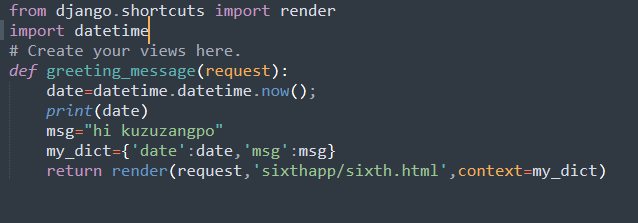 from django.shortcuts import render
import datetime
# Create your views here.
def greeting_message(request):
    date=datetime.datetime.now();
    print(date)
    msg="hi kuzuzangpo"
    my_dict={'date':date,'msg':msg}
    return render(request,'sixthapp/sixth.html',context=my_dict)